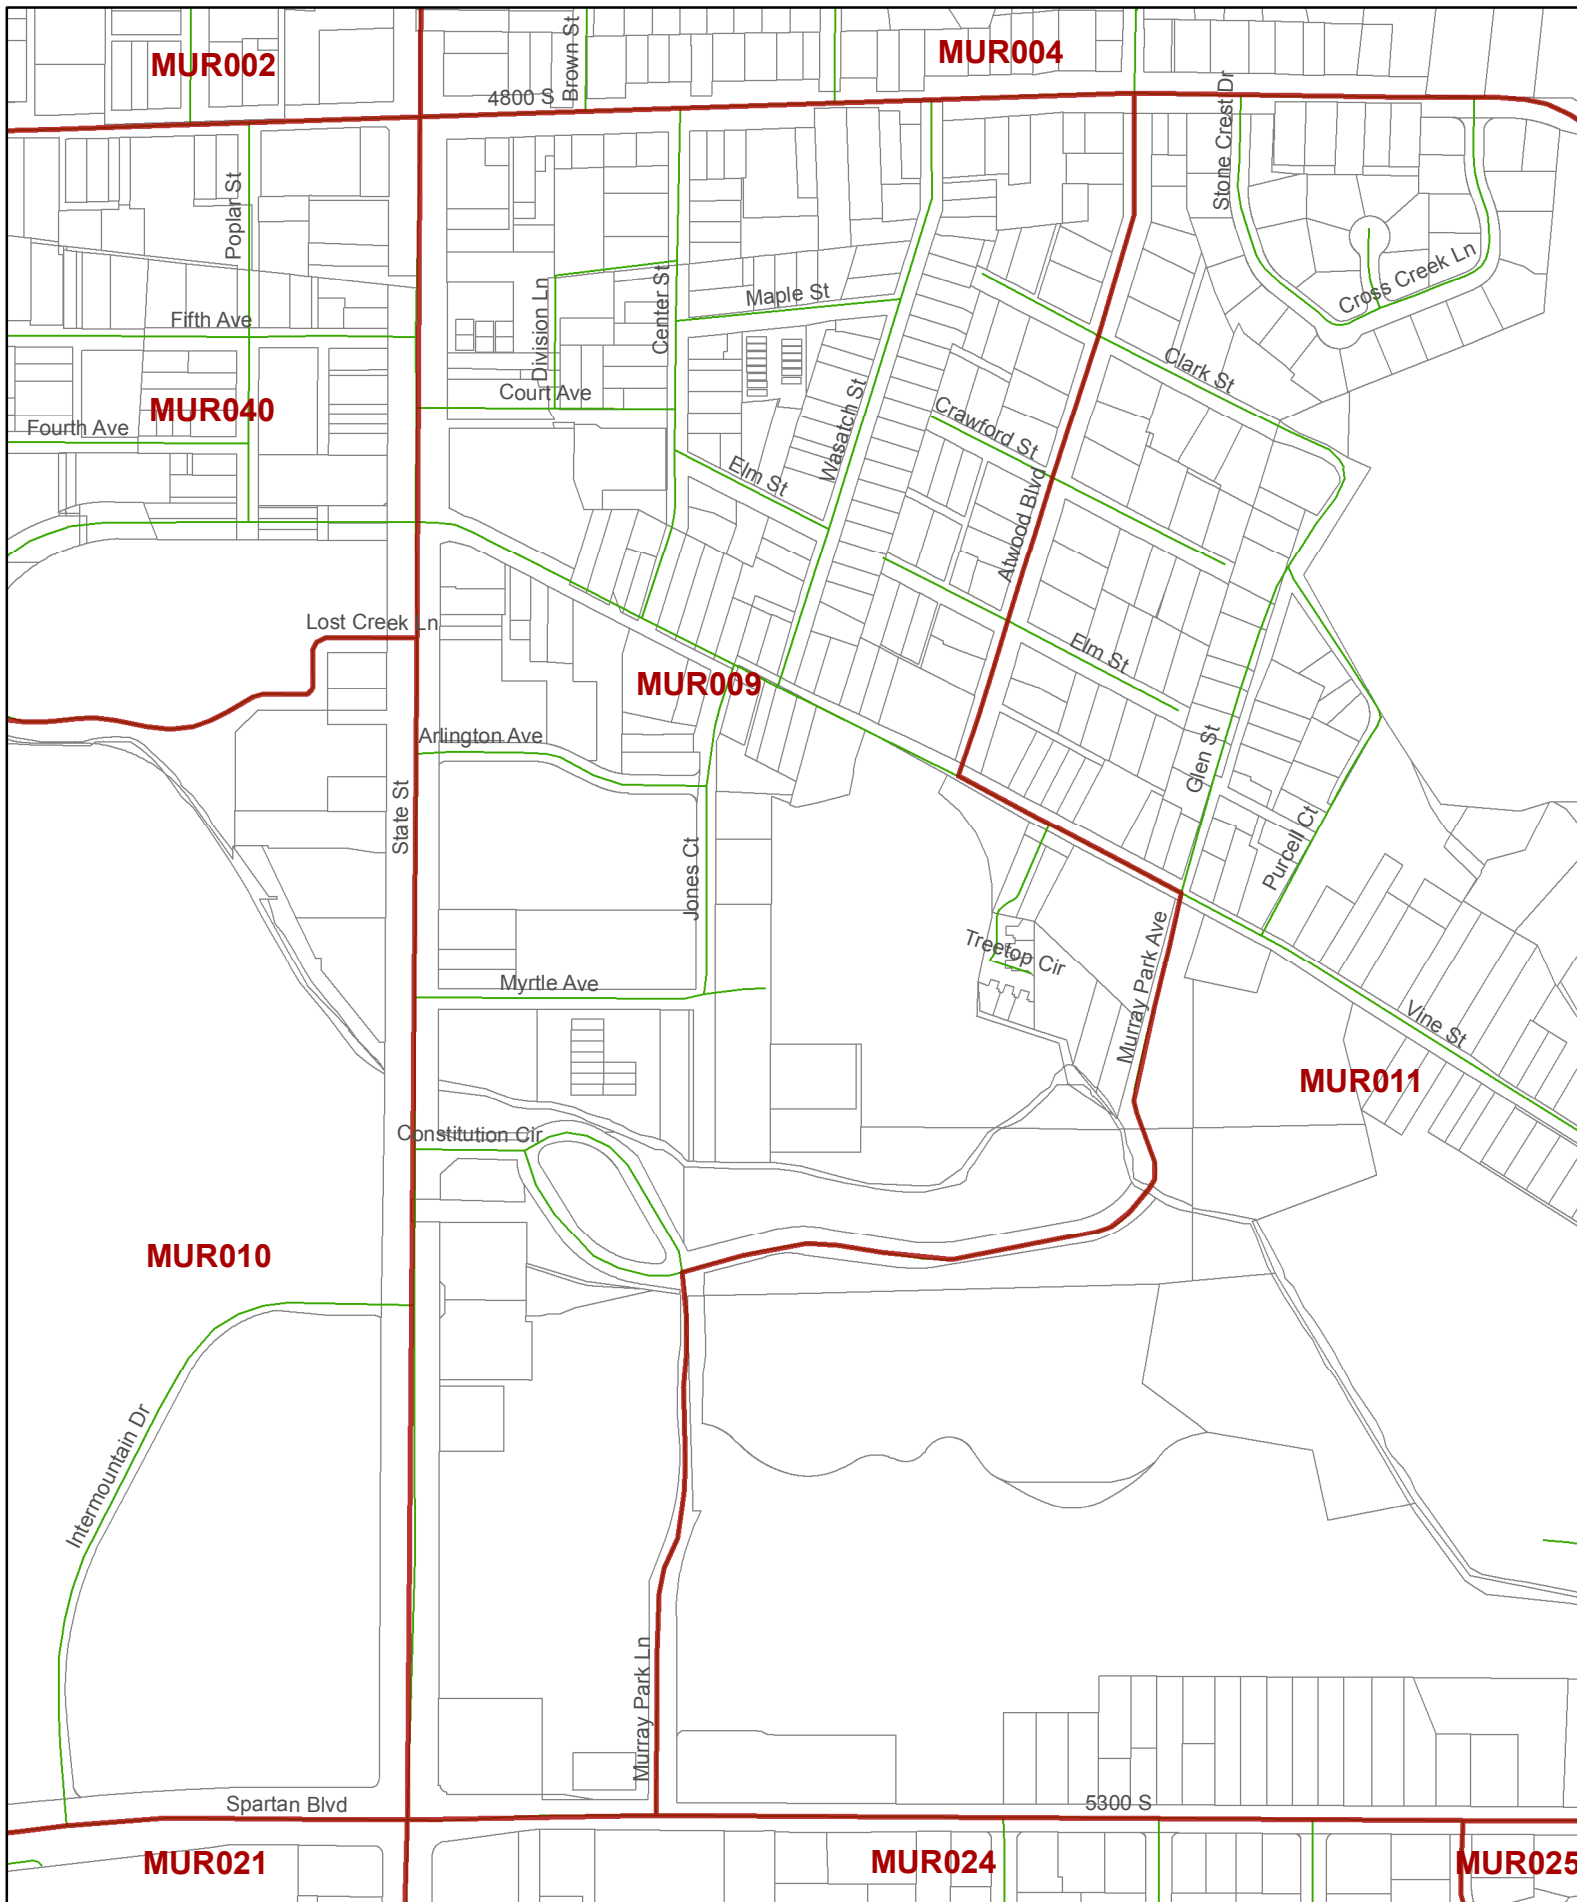 MUR002
Brown St
MUR004
4800 S
Stone Crest Dr
Poplar St
Cross Creek Ln
Division Ln
Center St
Maple St
Fifth Ave
Clark St
Court Ave
MUR040
Wasatch St
Crawford St
Fourth Ave
Elm St
Atwood Blvd
Lost Creek Ln
Elm St
MUR009
Arlington Ave
Glen St
State St
Purcell Ct
Jones Ct
Treetop Cir
Murray Park Ave
Myrtle Ave
Vine St
MUR011
Constitution Cir
MUR010
Intermountain Dr
Murray Park Ln
Spartan Blvd
5300 S
MUR021
MUR024
MUR025